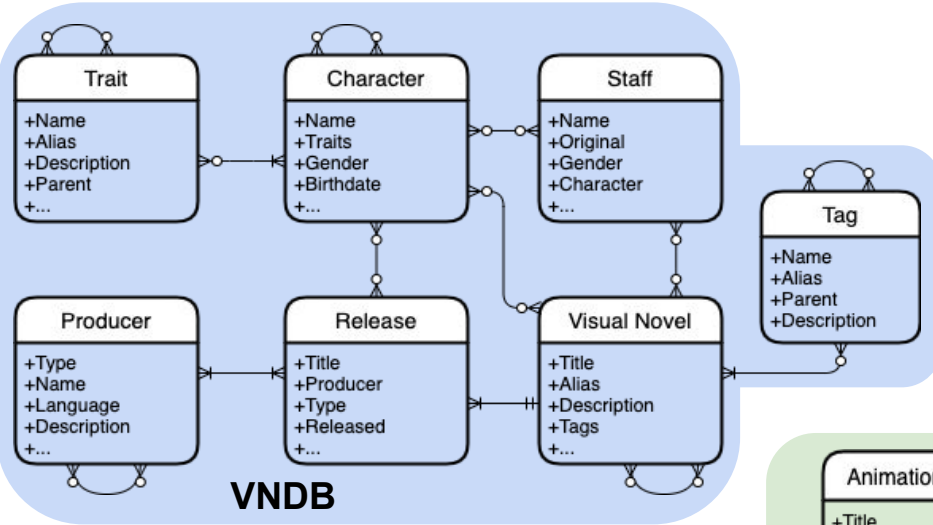 Trait
+Name
+Alias
+Description
+Parent
+...
Character
+Name
+Traits
+Gender
+Birthdate
+...
Staff
+Name
+Original
+Gender
+Character
+...
Tag
+Name
+Alias
+Parent
+Description
Producer
+Type
+Name
+Language
+Description
+...
Release
+Title
+Producer
+Type
+Released
+...
Visual Novel
+Title
+Alias
+Description
+Tags
+...
VNDB
Animation
+Title